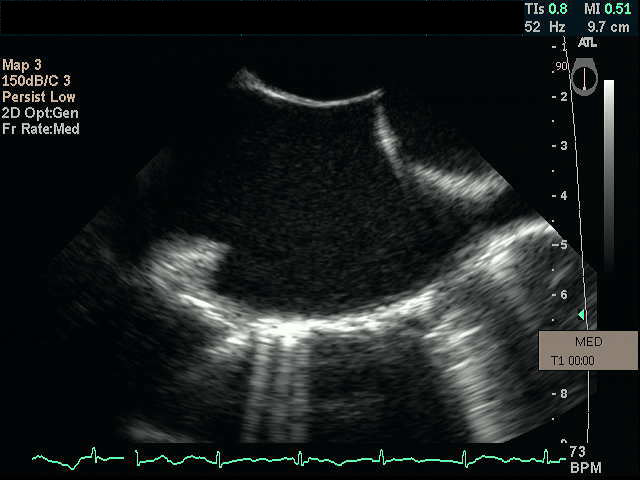 TIs 0.8 MI 0.51
52 Hz 9.7 cm
ATL
Map 3
150dB/C 3
Persist Low
2D Opt:Gen
Fr Rate:Med
90
1
2
3
4
5
6
8
MED
T1 00:00
73
BPM